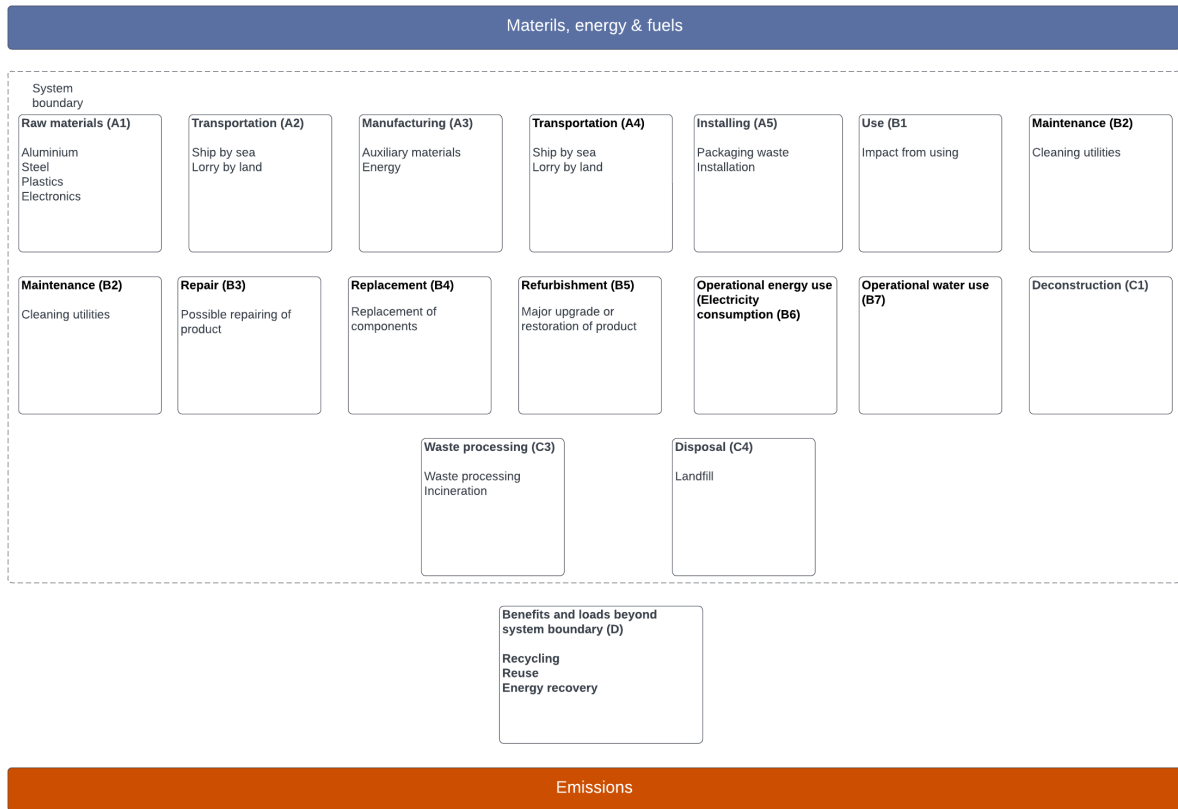 Materils, energy & fuels
System
boundary
Raw materials (A1)
Aluminium
Steel
Plastics
Electronics
Transportation (A2)
Ship by sea
Lorry by land
Manufacturing (A3)
Auxiliary materials
Energy
Transportation (A4)
Ship by sea
Lorry by land
Installing (A5)
Packaging waste
Installation
Use (B1
Impact from using
Maintenance (B2)
Cleaning utilities
Maintenance (B2)
Cleaning utilities
Repair (B3)
Possible repairing of
product
Replacement (B4)
Replacement of
components
Refurbishment (B5)
Major upgrade or
restoration of product
Operational energy use
(Electricity
consumption (B6)
Operational water use
(B7)
Deconstruction (C1)
Waste processing (C3)
Waste processing
Incineration
Disposal (C4)
Landfill
Benefits and loads beyond
system boundary (D)
Recycling
Reuse
Energy recovery
Emissions